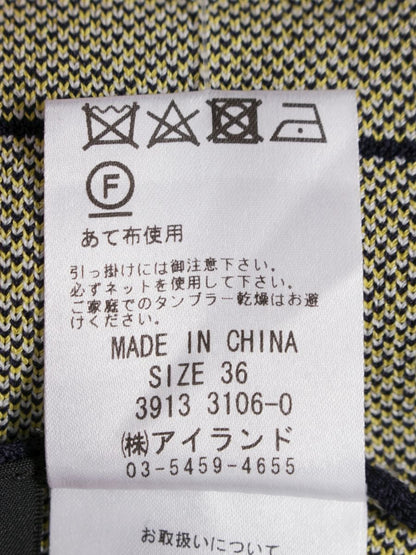 F
あて布使用
引っ掛けには御注意下さい。
必ずネットを使用して下さい。
ご家庭でのタンブラー乾燥はお避
けください。
MADE IN CHINA
SIZE 36
3913 3106-0
㈱アイランド
03-5459-4655
お取扱いについて